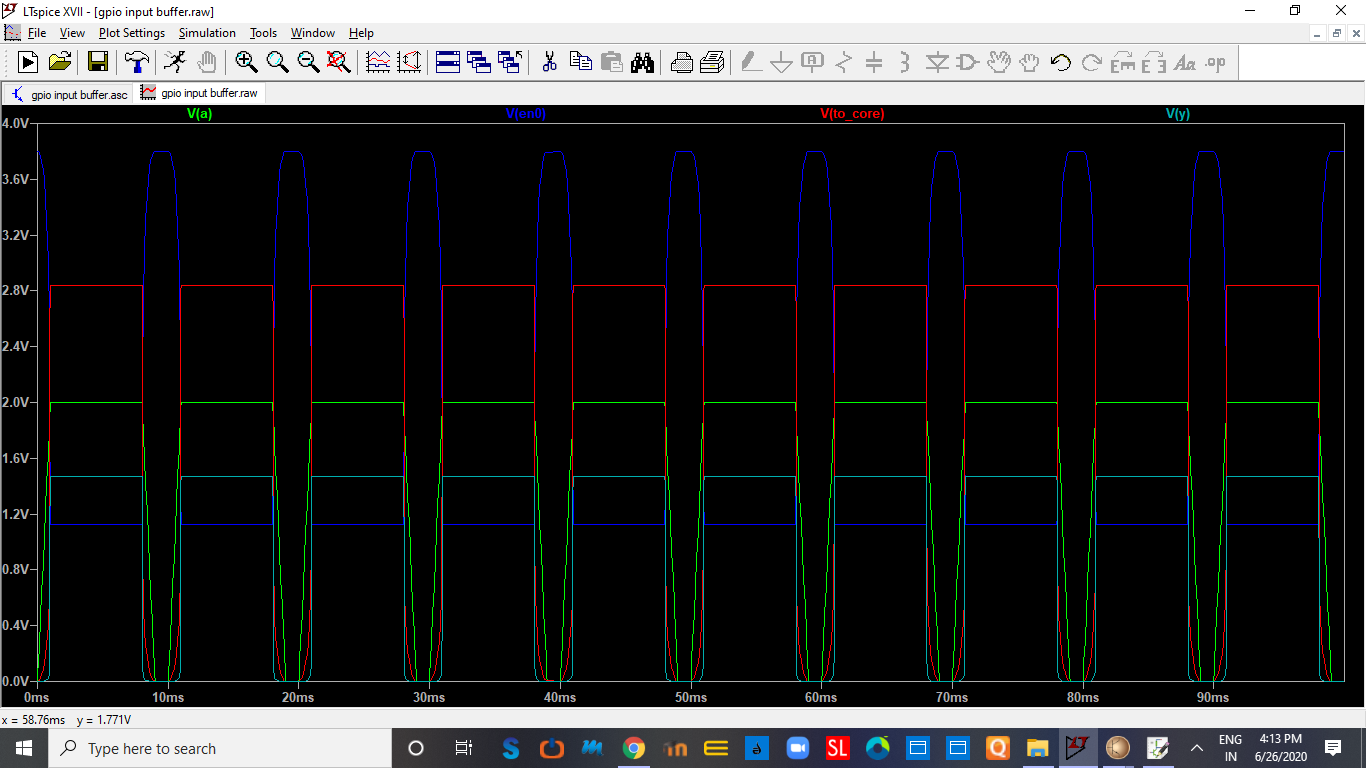 LTspice XVII - [gpio input buffer.raw]
File View Plot Settings Simulation Tools Window Help
gpio input buffer.asc gpio input buffer.raw
V(a) V(en0) V(to_core) V(y)
4.0V
3.6V
3.2V
2.8V
2.4V
2.0V
1.6V
1.2V
0.8V
0.4V
0.0V
0ms 10ms 20ms 30ms 40ms 50ms 60ms 70ms 80ms 90ms
x = 58.76ms y = 1.771V
Type here to search
SL
ENG 4:13 PM
IN 6/26/2020